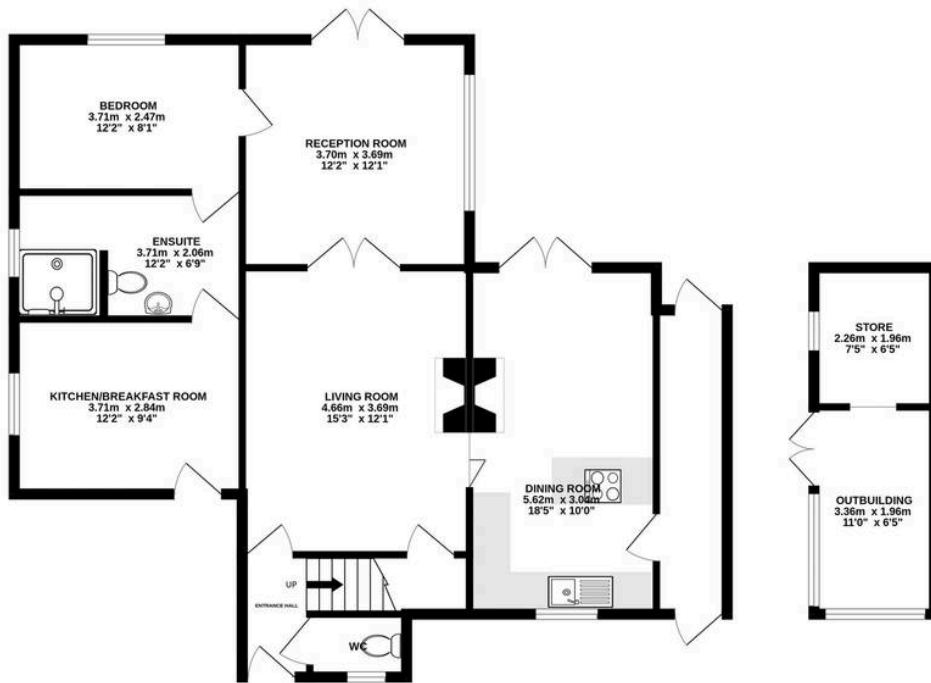 BEDROOM
3.71m x 2.47m
12'2" x 8'1"
RECEPTION ROOM
3.70m x 3.69m
12'2" x 12'1"
ENSUITE
3.71m x 2.06m
12'2" x 6'9"
KITCHEN/BREAKFAST ROOM
3.71m x 2.84m
12'2" x 9'4"
LIVING ROOM
4.66m x 3.69m
15'3" x 12'1"
DINING ROOM
5.62m x 3.04m
18'5" x 10'0"
STORE
2.26m x 1.96m
7'5" x 6'5"
OUTBUILDING
3.36m x 1.96m
11'0" x 6'5"
UP
ENTRANCE HALL
WC